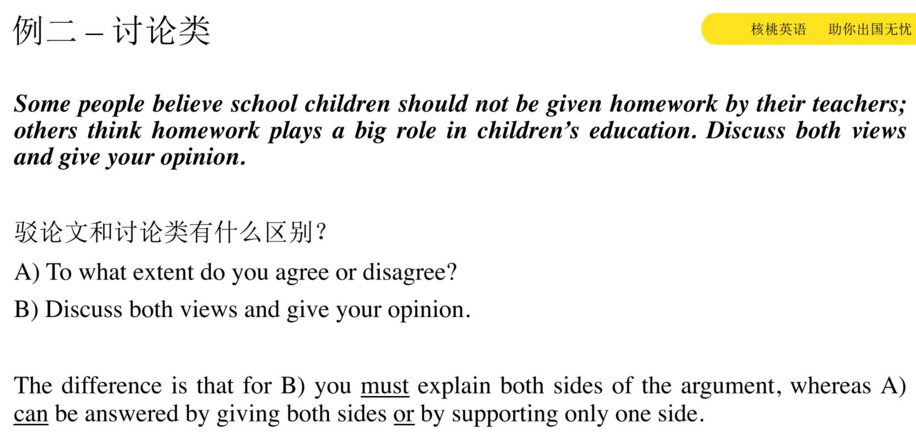 例二 – 讨论类
核桃英语 助你出国无忧
Some people believe school children should not be given homework by their teachers;
others think homework plays a big role in children’s education. Discuss both views
and give your opinion.
驳论文和讨论类有什么区别?
A) To what extent do you agree or disagree?
B) Discuss both views and give your opinion.
The difference is that for B) you must explain both sides of the argument, whereas A)
can be answered by giving both sides or by supporting only one side.